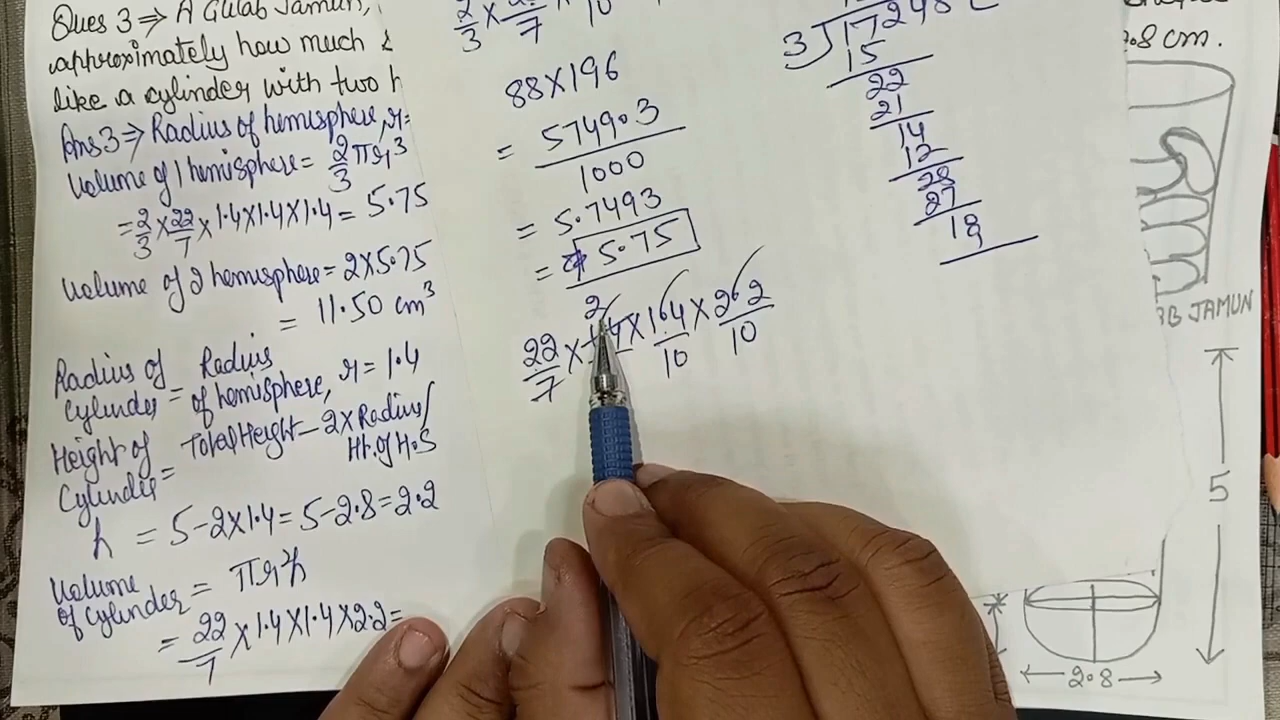 Ques 3 ⇒ A Gulab Jamun,
approximately how much
like a cylinder with two h
Ans 3 ⇒ Radius of hemisphere, r =
Volume of 1 hemisphere = 2/3 πr³
= 2/3 × 22/7 × 1.4 × 1.4 × 1.4 = 5.75
Volume of 2 hemisphere = 2 × 5.75
= 11.50 cm³
Radius of Cylinder = Radius of hemisphere, r = 1.4
Height of Cylinder = Total Height - 2 × Radius/Ht. of H.S
h = 5 - 2 × 1.4 = 5 - 2.8 = 2.2
Volume of Cylinder = πr²h
= 22/7 × 1.4 × 1.4 × 2.2 =
2/3 ×
7
10
88 × 196
= 5749.3/1000
= 5.7493
= 5.75
2
22/7 ×
× 1.4/10 × 2.2/10
3
15
22
21
14
12
28
27
18
.8 cm.
JAMUN
5
2.8